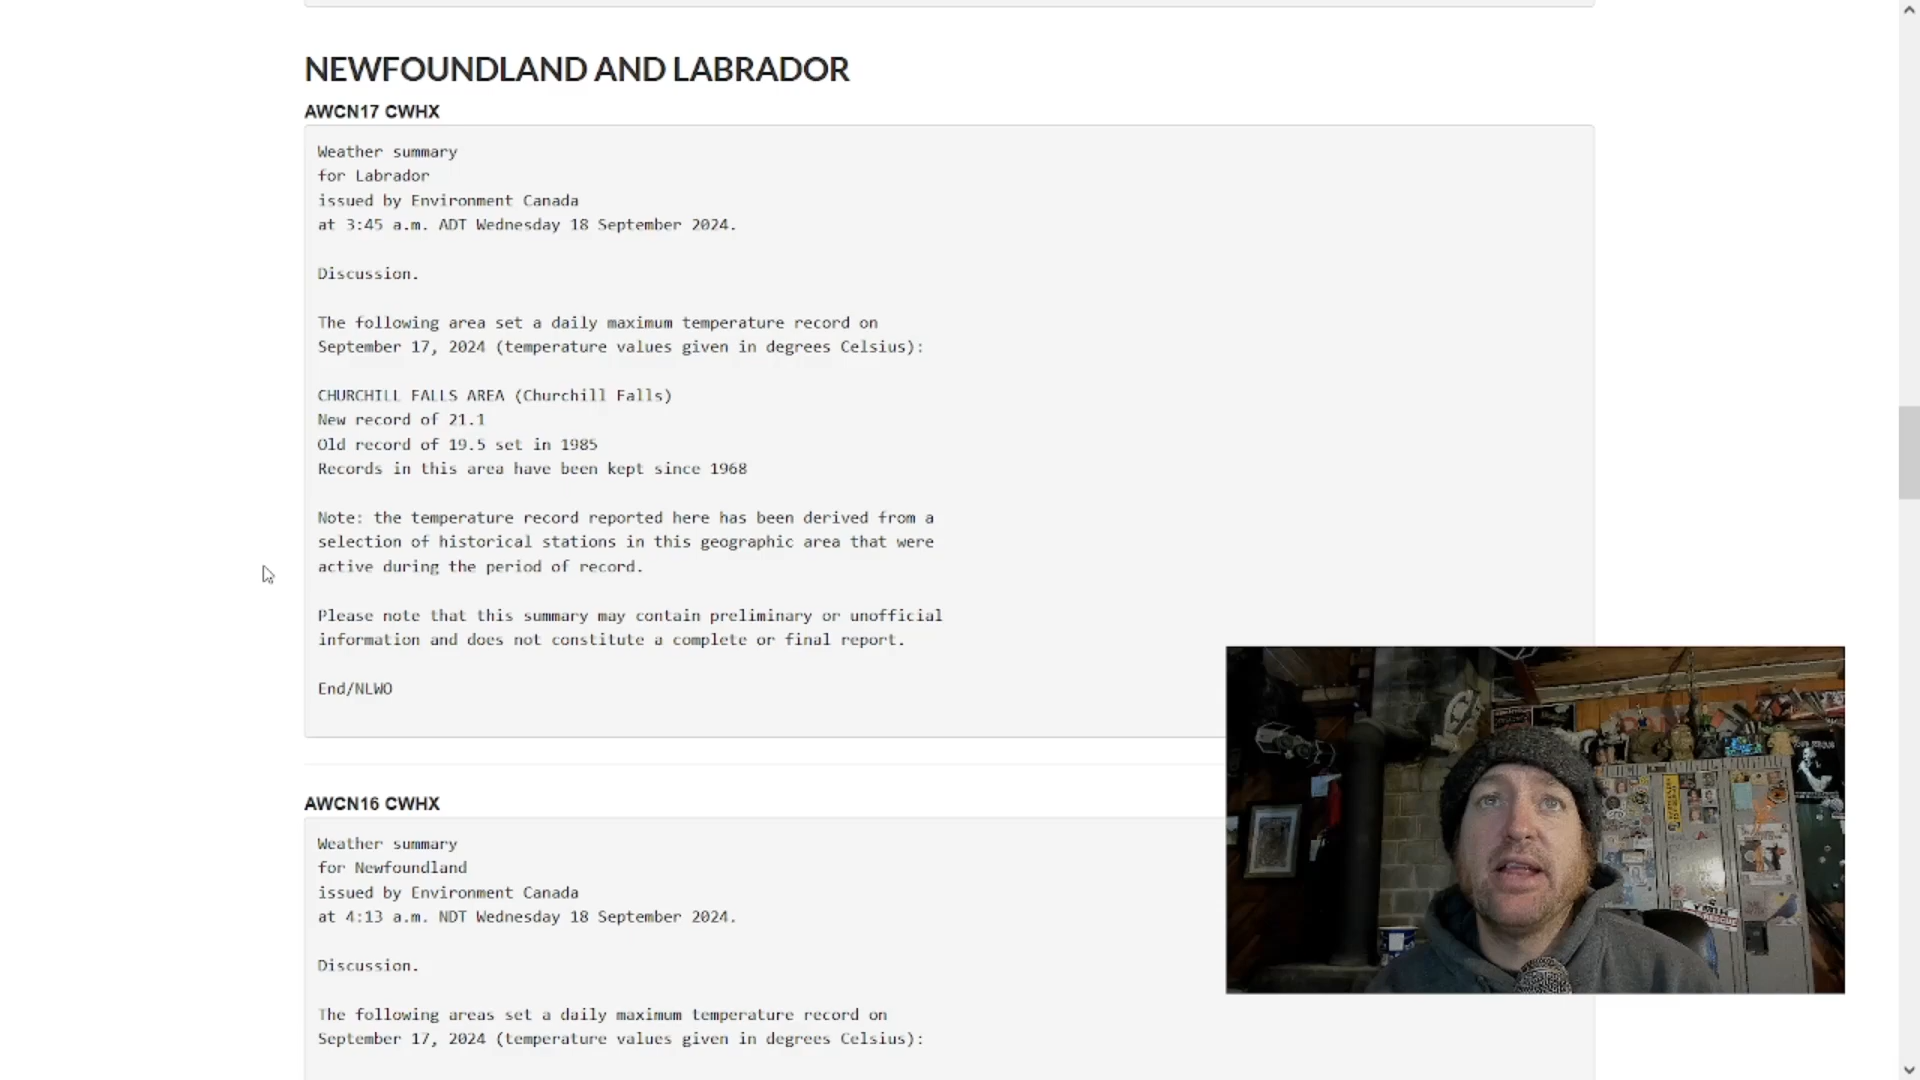 NEWFOUNDLAND AND LABRADOR
AWCN17 CWHX
Weather summary
for Labrador
issued by Environment Canada
at 3:45 a.m. ADT Wednesday 18 September 2024.
Discussion.
The following area set a daily maximum temperature record on
September 17, 2024 (temperature values given in degrees Celsius):
CHURCHILL FALLS AREA (Churchill Falls)
New record of 21.1
Old record of 19.5 set in 1985
Records in this area have been kept since 1968
Note: the temperature record reported here has been derived from a
selection of historical stations in this geographic area that were
active during the period of record.
Please note that this summary may contain preliminary or unofficial
information and does not constitute a complete or final report.
End/NLWO
AWCN16 CWHX
Weather summary
for Newfoundland
issued by Environment Canada
at 4:13 a.m. NDT Wednesday 18 September 2024.
Discussion.
The following areas set a daily maximum temperature record on
September 17, 2024 (temperature values given in degrees Celsius):